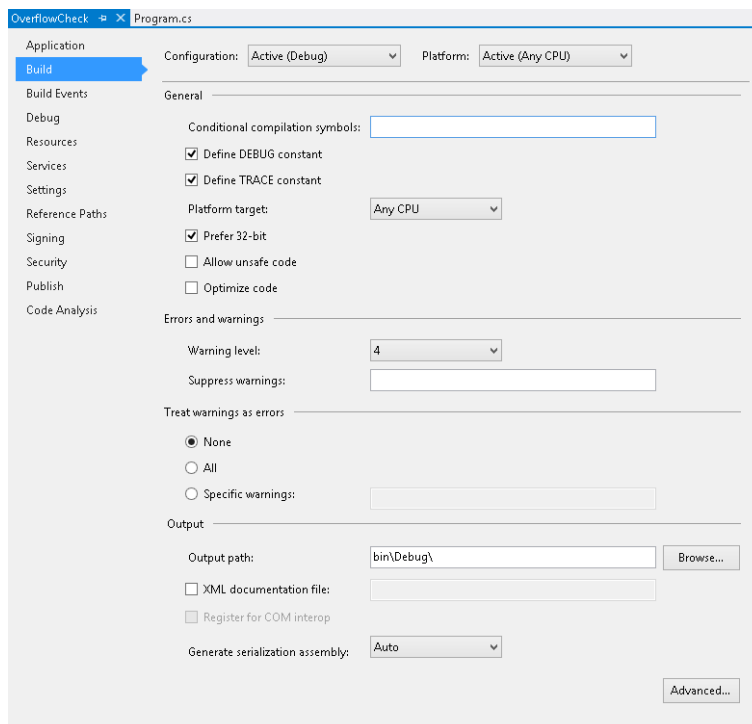 OverflowCheck Program.cs
Application
Build
Build Events
Debug
Resources
Services
Settings
Reference Paths
Signing
Security
Publish
Code Analysis
Configuration: Active (Debug) Platform: Active (Any CPU)
General
Conditional compilation symbols:
Define DEBUG constant
Define TRACE constant
Platform target: Any CPU
Prefer 32-bit
Allow unsafe code
Optimize code
Errors and warnings
Warning level: 4
Suppress warnings:
Treat warnings as errors
None
All
Specific warnings:
Output
Output path: bin\Debug\ Browse...
XML documentation file:
Register for COM interop
Generate serialization assembly: Auto
Advanced...